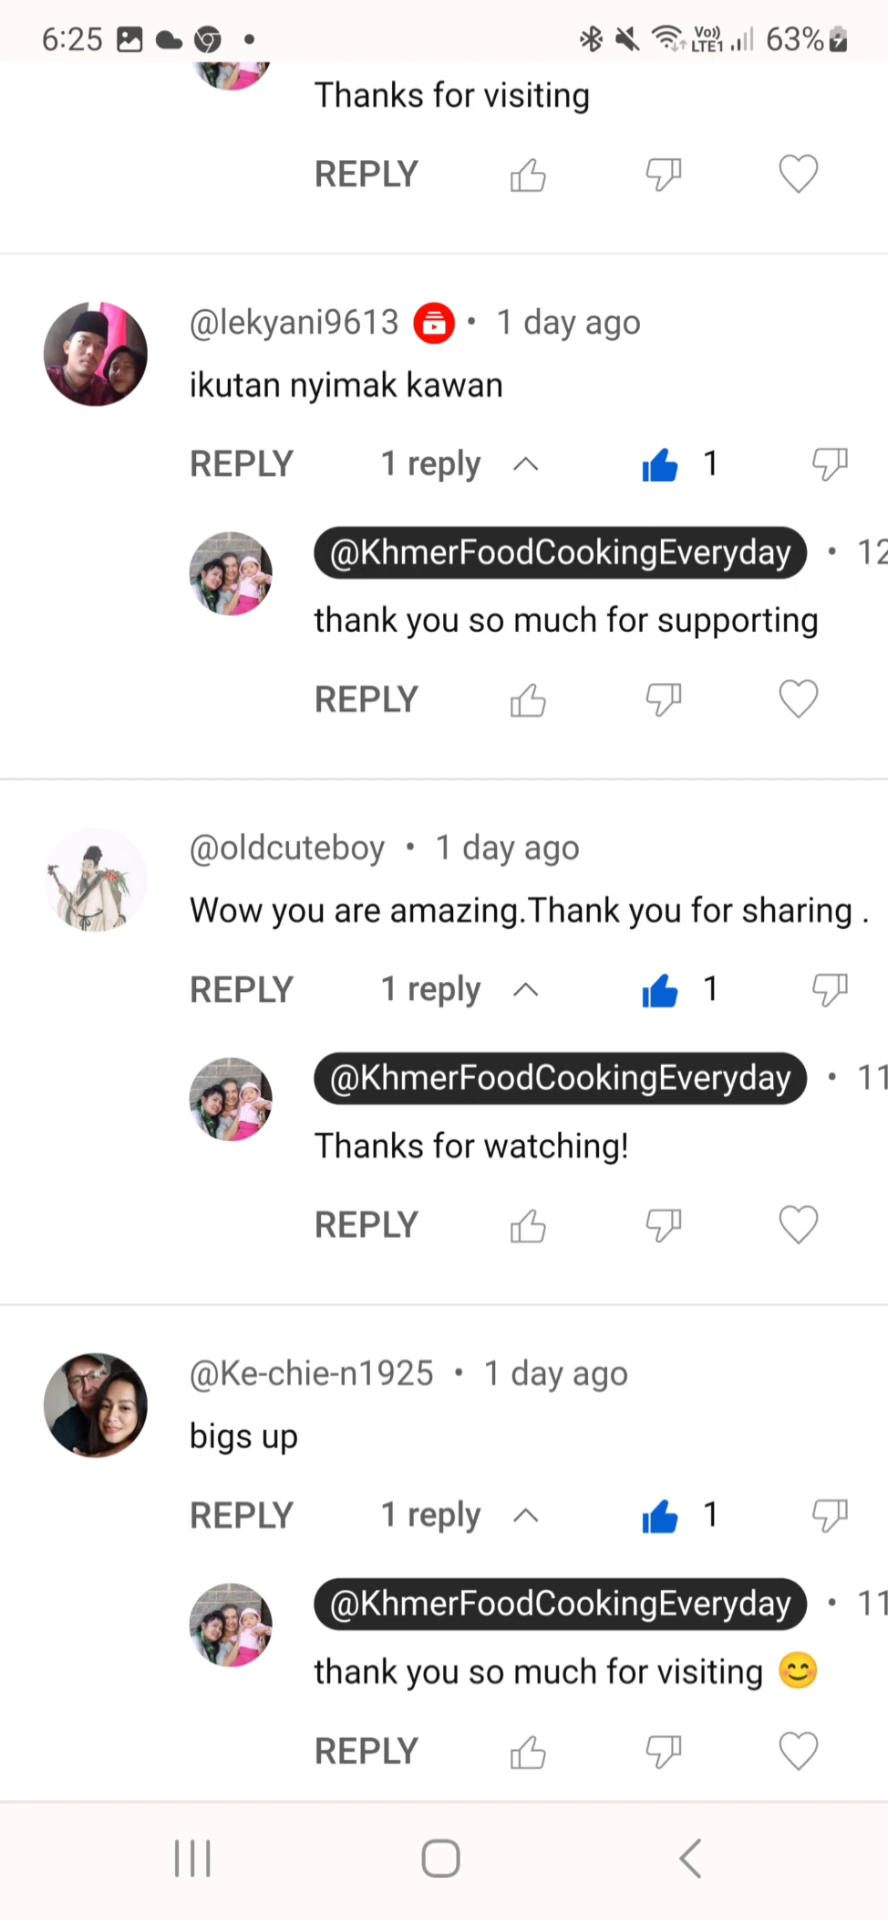 6:25 Vo)) LTE1 63%
Thanks for visiting
REPLY
@lekyani9613 • 1 day ago
ikutan nyimak kawan
REPLY 1 reply 1
@KhmerFoodCookingEveryday • 12
thank you so much for supporting
REPLY
@oldcuteboy • 1 day ago
Wow you are amazing.Thank you for sharing .
REPLY 1 reply 1
@KhmerFoodCookingEveryday • 11
Thanks for watching!
REPLY
@Ke-chie-n1925 • 1 day ago
bigs up
REPLY 1 reply 1
@KhmerFoodCookingEveryday • 11
thank you so much for visiting 😊
REPLY